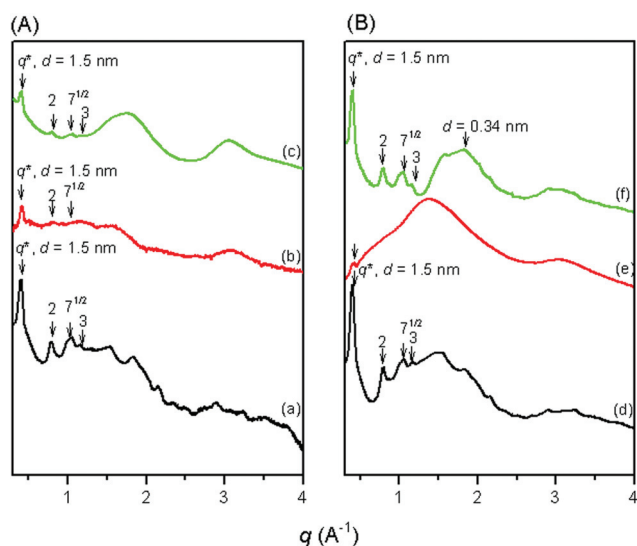 (A)
q*, d = 1.5 nm
2
7^1/2
3
(c)
q*, d = 1.5 nm
2
7^1/2
(b)
q*, d = 1.5 nm
2
7^1/2
3
(a)
1
2
3
4
(B)
q*, d = 1.5 nm
2
7^1/2
3
d = 0.34 nm
(f)
(e)
q*, d = 1.5 nm
2
7^1/2
3
(d)
1
2
3
4
q (A^-1)